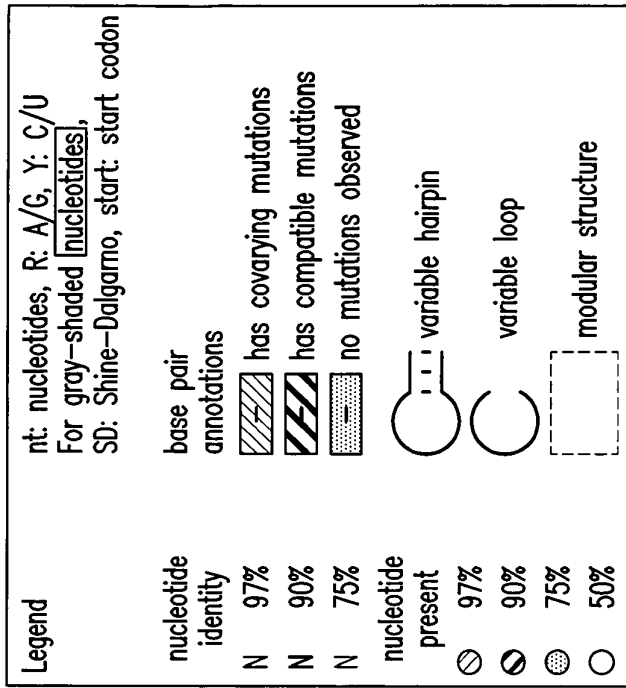 Legend
nt: nucleotides, R: A/G, Y: C/U
For gray-shaded nucleotides,
SD: Shine-Dalgarno, start: start codon
nucleotide
identity
N 97%
N 90%
N 75%
base pair
annotations
has covarying mutations
has compatible mutations
no mutations observed
nucleotide
present
97%
90%
75%
50%
variable hairpin
variable loop
modular structure